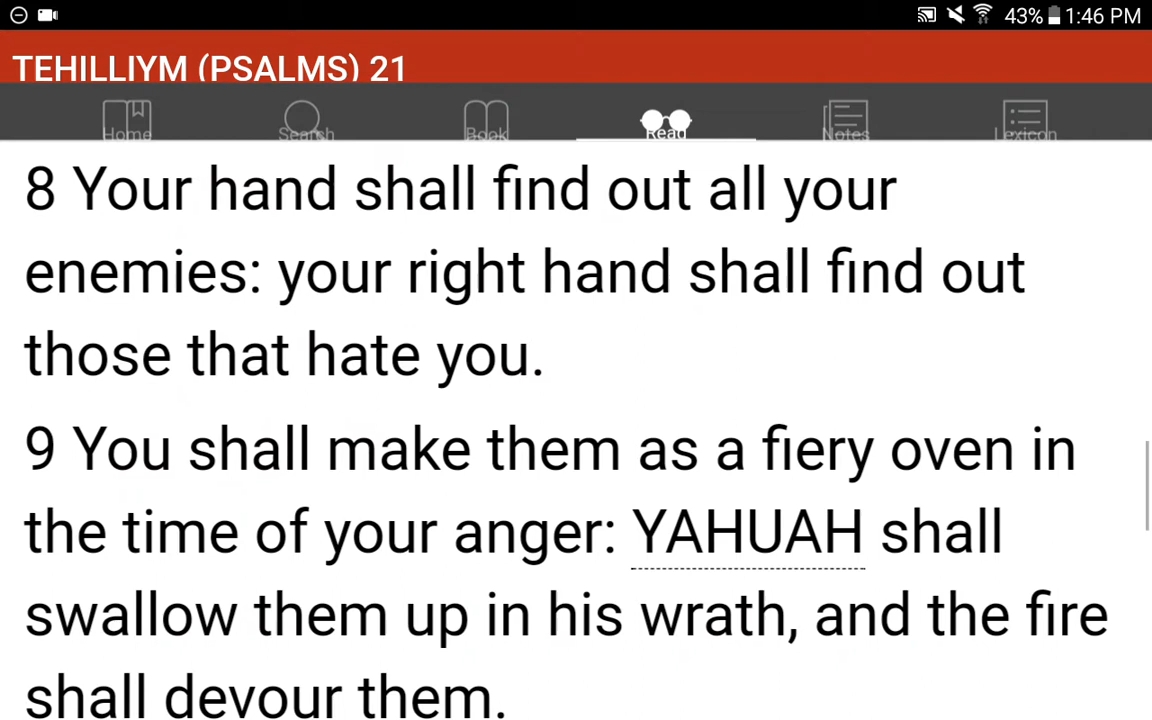 43% 1:46 PM
TEHILLIYM (PSALMS) 21
Home Search Book Read Notes Lexicon
8 Your hand shall find out all your
enemies: your right hand shall find out
those that hate you.
9 You shall make them as a fiery oven in
the time of your anger: YAHUAH shall
swallow them up in his wrath, and the fire
shall devour them.